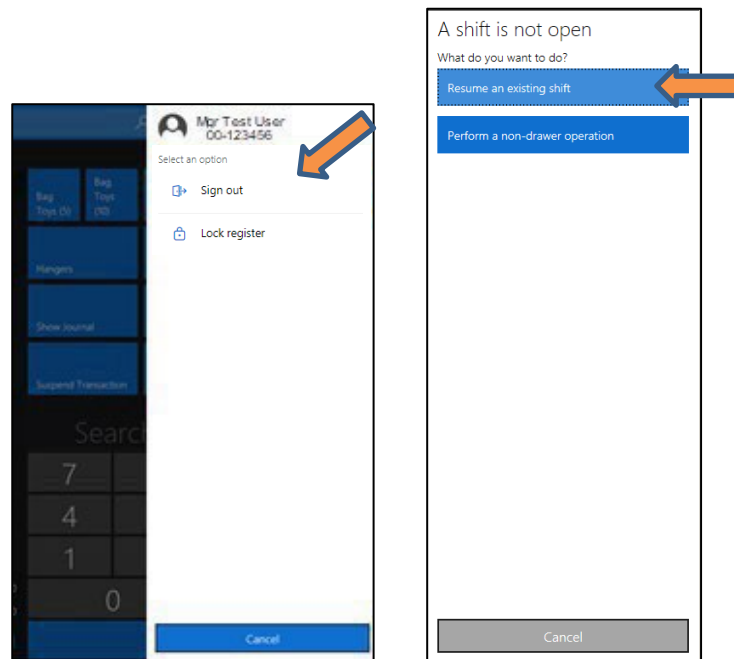 Mgr Test User
00-123456
Select an option
Sign out
Lock register
Bag
Toys (5)
Bag
Toys
(10)
Hangers
Show Journal
Suspend Transaction
Search
7
4
1
0
Cancel
A shift is not open
What do you want to do?
Resume an existing shift
Perform a non-drawer operation
Cancel